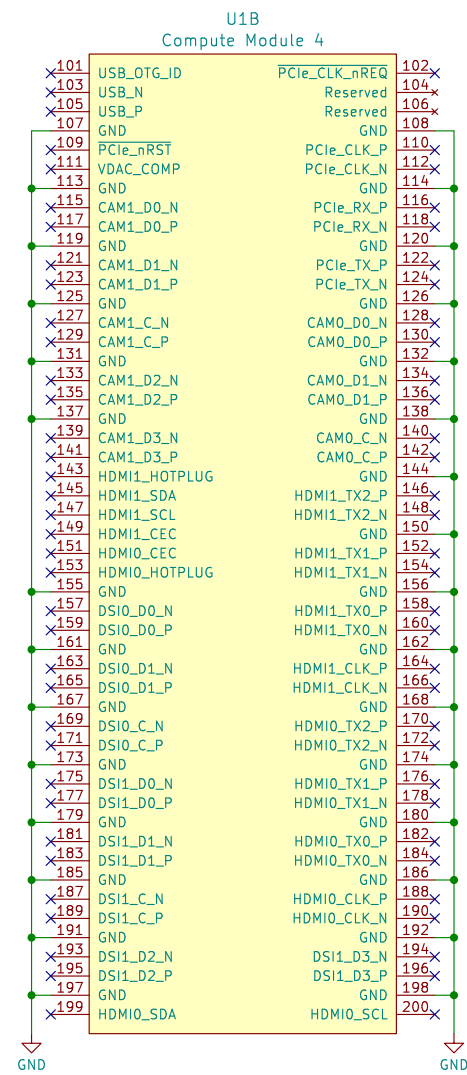 U1B
Compute Module 4
101 USB_OTG_ID PCIe_CLK_nREQ 102
103 USB_N Reserved 104
105 USB_P Reserved 106
107 GND GND 108
109 PCIe_nRST PCIe_CLK_P 110
111 VDAC_COMP PCIe_CLK_N 112
113 GND GND 114
115 CAM1_D0_N PCIe_RX_P 116
117 CAM1_D0_P PCIe_RX_N 118
119 GND GND 120
121 CAM1_D1_N PCIe_TX_P 122
123 CAM1_D1_P PCIe_TX_N 124
125 GND GND 126
127 CAM1_C_N CAM0_D0_N 128
129 CAM1_C_P CAM0_D0_P 130
131 GND GND 132
133 CAM1_D2_N CAM0_D1_N 134
135 CAM1_D2_P CAM0_D1_P 136
137 GND GND 138
139 CAM1_D3_N CAM0_C_N 140
141 CAM1_D3_P CAM0_C_P 142
143 HDMI1_HOTPLUG GND 144
145 HDMI1_SDA HDMI1_TX2_P 146
147 HDMI1_SCL HDMI1_TX2_N 148
149 HDMI1_CEC GND 150
151 HDMI0_CEC HDMI1_TX1_P 152
153 HDMI0_HOTPLUG HDMI1_TX1_N 154
155 GND GND 156
157 DSI0_D0_N HDMI1_TX0_P 158
159 DSI0_D0_P HDMI1_TX0_N 160
161 GND GND 162
163 DSI0_D1_N HDMI1_CLK_P 164
165 DSI0_D1_P HDMI1_CLK_N 166
167 GND GND 168
169 DSI0_C_N HDMI0_TX2_P 170
171 DSI0_C_P HDMI0_TX2_N 172
173 GND GND 174
175 DSI1_D0_N HDMI0_TX1_P 176
177 DSI1_D0_P HDMI0_TX1_N 178
179 GND GND 180
181 DSI1_D1_N HDMI0_TX0_P 182
183 DSI1_D1_P HDMI0_TX0_N 184
185 GND GND 186
187 DSI1_C_N HDMI0_CLK_P 188
189 DSI1_C_P HDMI0_CLK_N 190
191 GND GND 192
193 DSI1_D2_N DSI1_D3_N 194
195 DSI1_D2_P DSI1_D3_P 196
197 GND GND 198
199 HDMI0_SDA HDMI0_SCL 200
GND GND